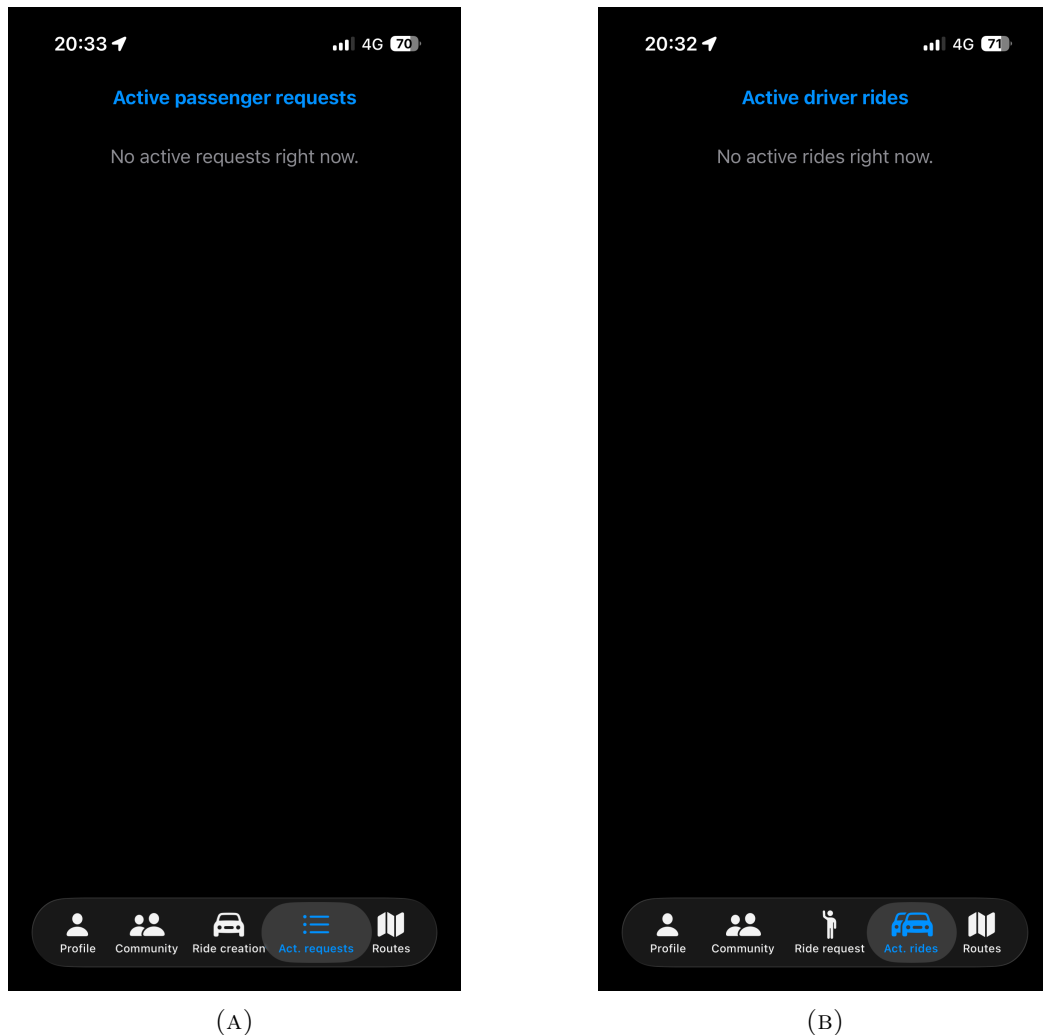 20:33 4G 70
Active passenger requests
No active requests right now.
Profile Community Ride creation Act. requests Routes
(A)
20:32 4G 71
Active driver rides
No active rides right now.
Profile Community Ride request Act. rides Routes
(B)